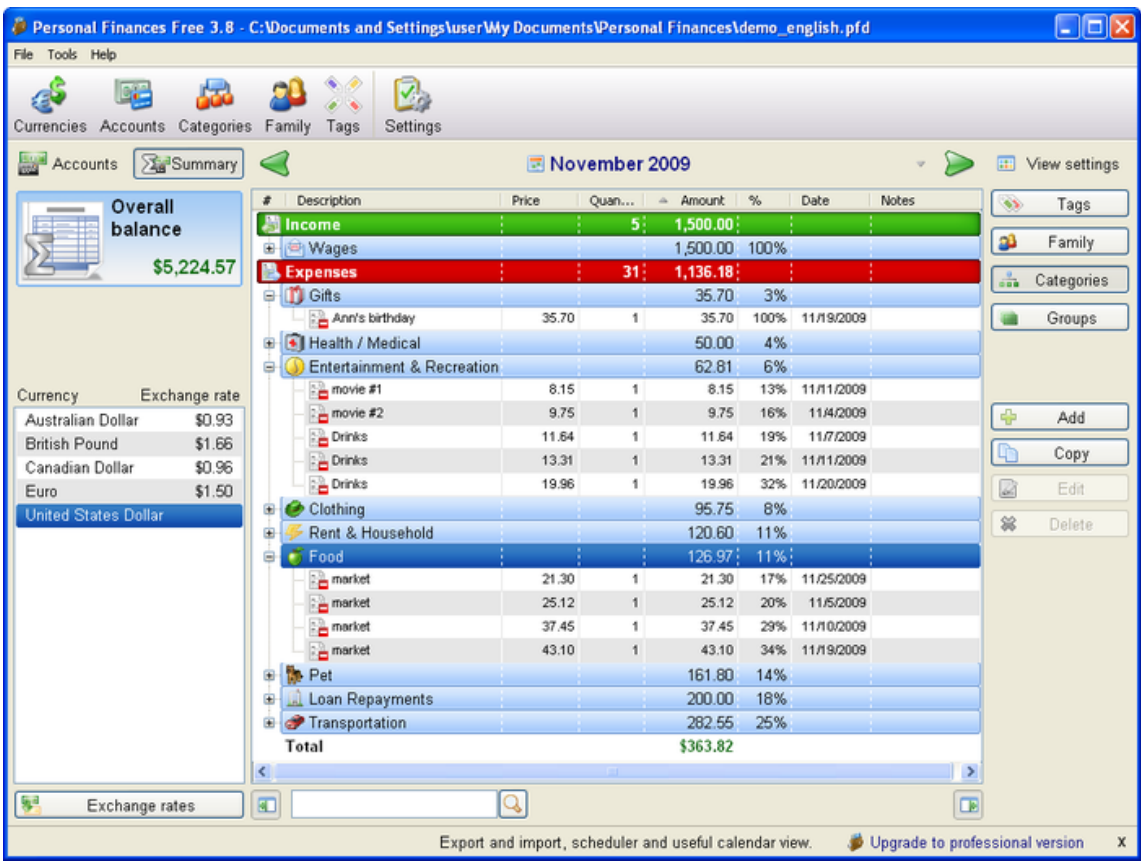 Personal Finances Free 3.8 - C:\Documents and Settings\user\My Documents\Personal Finances\demo_english.pfd
File Tools Help
Currencies Accounts Categories Family Tags Settings
Accounts Summary November 2009 View settings
Overall
balance
$5,224.57
Currency Exchange rate
Australian Dollar $0.93
British Pound $1.66
Canadian Dollar $0.96
Euro $1.50
United States Dollar
Exchange rates
# Description Price Quan... Amount % Date Notes
Income 5 1,500.00
Wages 1,500.00 100%
Expenses 31 1,136.18
Gifts 35.70 3%
Ann's birthday 35.70 1 35.70 100% 11/19/2009
Health / Medical 50.00 4%
Entertainment & Recreation 62.81 6%
movie #1 8.15 1 8.15 13% 11/11/2009
movie #2 9.75 1 9.75 16% 11/4/2009
Drinks 11.64 1 11.64 19% 11/7/2009
Drinks 13.31 1 13.31 21% 11/11/2009
Drinks 19.96 1 19.96 32% 11/20/2009
Clothing 95.75 8%
Rent & Household 120.60 11%
Food 126.97 11%
market 21.30 1 21.30 17% 11/25/2009
market 25.12 1 25.12 20% 11/5/2009
market 37.45 1 37.45 29% 11/10/2009
market 43.10 1 43.10 34% 11/19/2009
Pet 161.80 14%
Loan Repayments 200.00 18%
Transportation 282.55 25%
Total $363.82
Tags
Family
Categories
Groups
Add
Copy
Edit
Delete
Export and import, scheduler and useful calendar view. Upgrade to professional version x